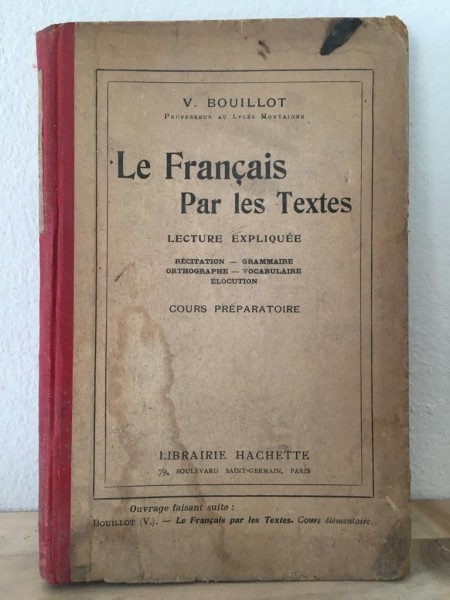 V. BOUILLOT
PROFESSEUR AU LYCÉE MONTAIGNE
Le Français
Par les Textes
LECTURE EXPLIQUÉE
RÉCITATION — GRAMMAIRE
ORTHOGRAPHE — VOCABULAIRE
ÉLOCUTION
COURS PRÉPARATOIRE
LIBRAIRIE HACHETTE
79, BOULEVARD SAINT-GERMAIN, PARIS
Ouvrage faisant suite :
BOUILLOT (V.). — Le Français par les Textes. Cours élémentaire.